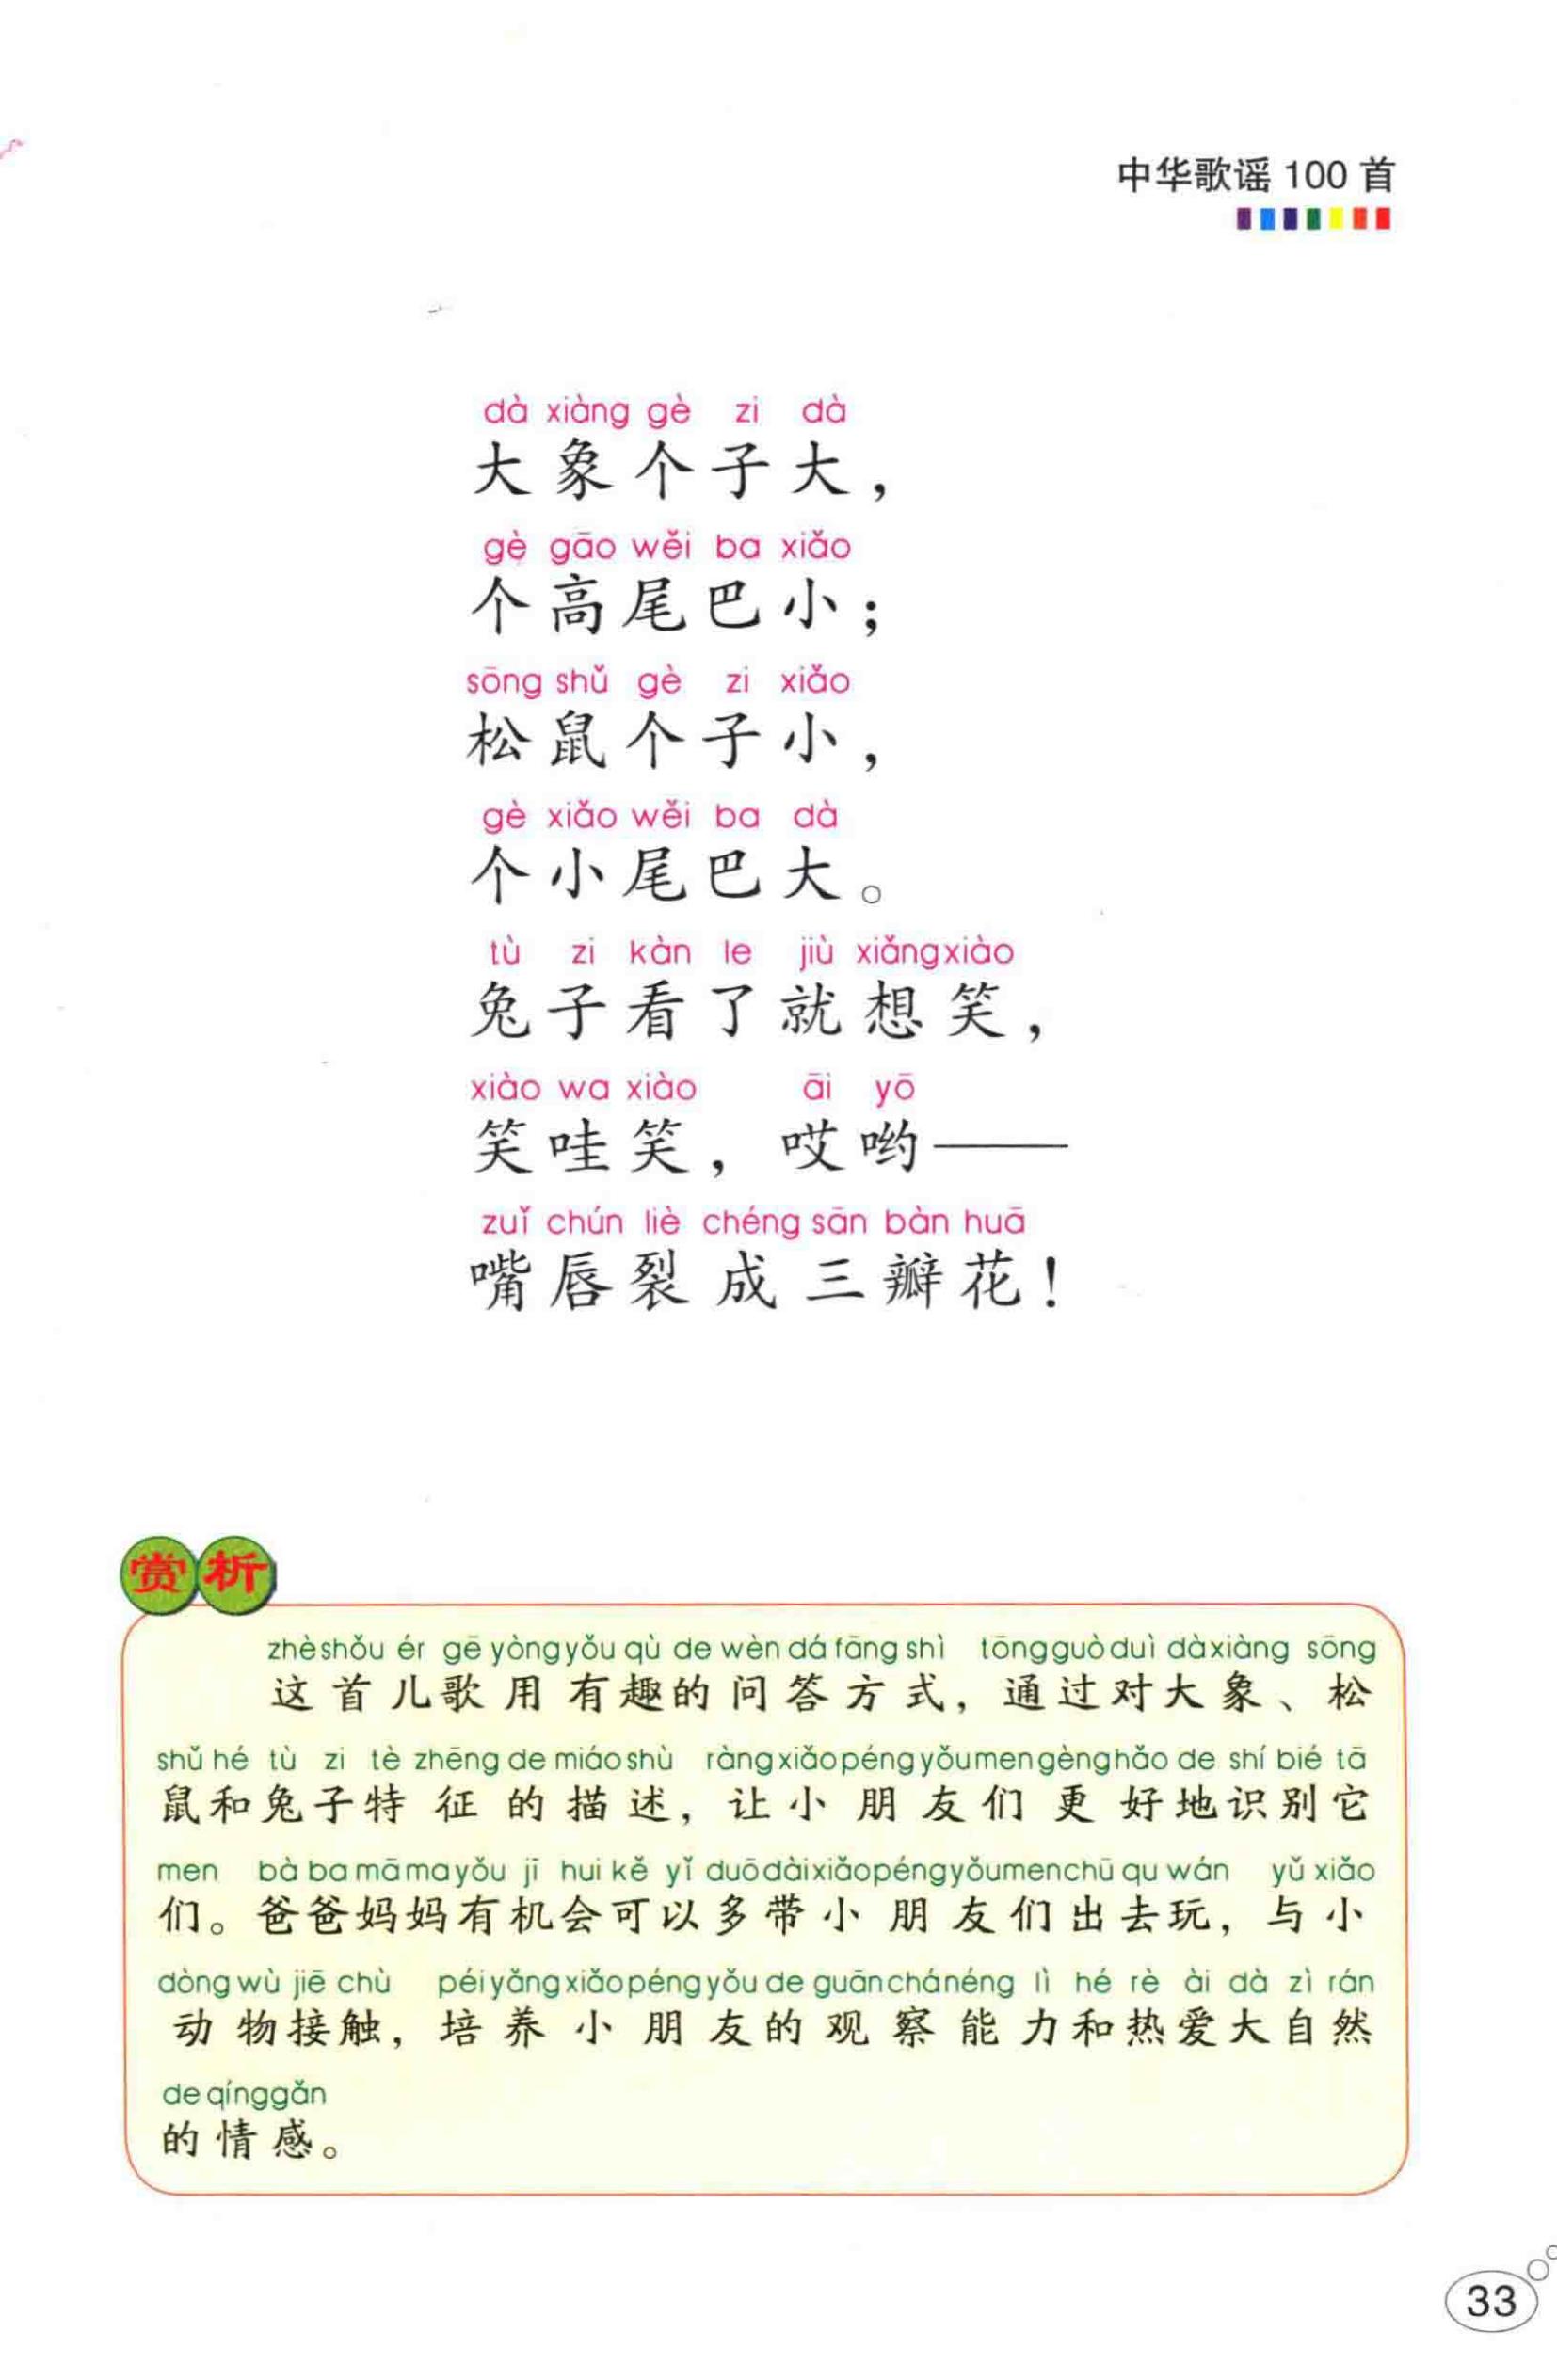 中华歌谣 100 首
dà xiàng gè zi dà
大象个子大，
gè gāo wěi ba xiǎo
个高尾巴小；
sōng shǔ gè zi xiǎo
松鼠个子小，
gè xiǎo wěi ba dà
个小尾巴大。
tù zi kàn le jiù xiǎng xiào
兔子看了就想笑，
xiào wa xiào āi yō
笑哇笑，哎哟——
zuǐ chún liè chéng sān bàn huā
嘴唇裂成三瓣花！
赏析
zhè shǒu ér gē yòng yǒu qù de wèn dá fāng shì tōng guò duì dà xiàng sōng
这首儿歌用有趣的问答方式，通过对大象、松
shǔ hé tù zi tè zhēng de miáo shù ràng xiǎo péng yǒu men gèng hǎo de shí bié tā
鼠和兔子特征的描述，让小朋友们更好地识别它
men bà ba mā ma yǒu jī hui kě yǐ duō dài xiǎo péng yǒu men chū qu wán yǔ xiǎo
们。爸爸妈妈有机会可以多带小朋友们出去玩，与小
dòng wù jiē chù péi yǎng xiǎo péng yǒu de guān chá néng lì hé rè ài dà zì rán
动物接触，培养小朋友的观察能力和热爱大自然
de qíng gǎn
的情感。
33